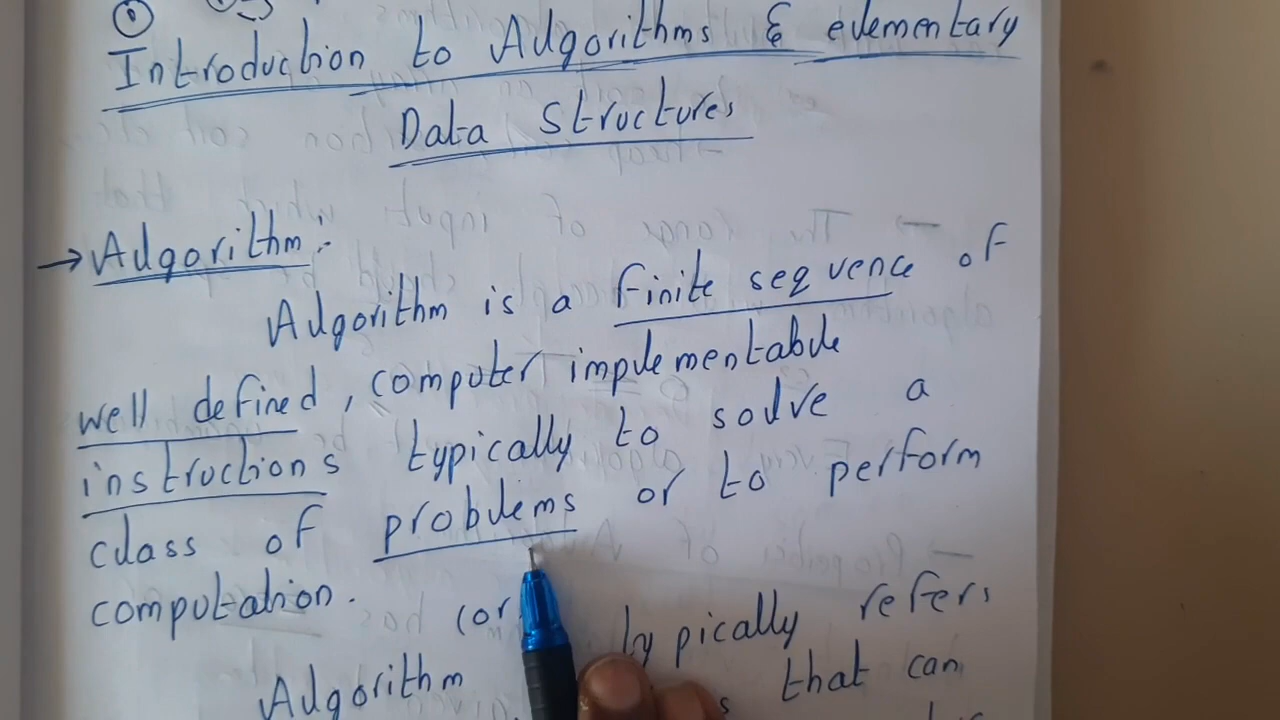 ①
Introduction to Algorithms & elementary
Data Structures
→ Algorithm :-
Algorithm is a finite sequence of
well defined, computer implementable
instructions typically to solve a
class of problems or to perform
computation.
(or
Algorithm typically refers
that can